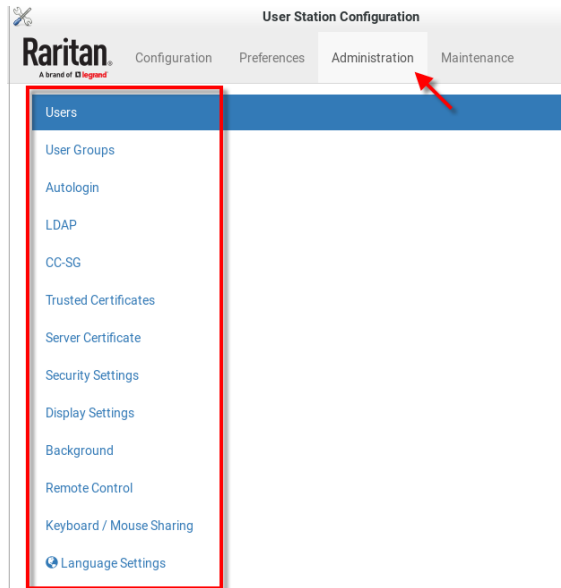 User Station Configuration
Raritan.
A brand of legrand
Configuration
Preferences
Administration
Maintenance
Users
User Groups
Autologin
LDAP
CC-SG
Trusted Certificates
Server Certificate
Security Settings
Display Settings
Background
Remote Control
Keyboard / Mouse Sharing
Language Settings